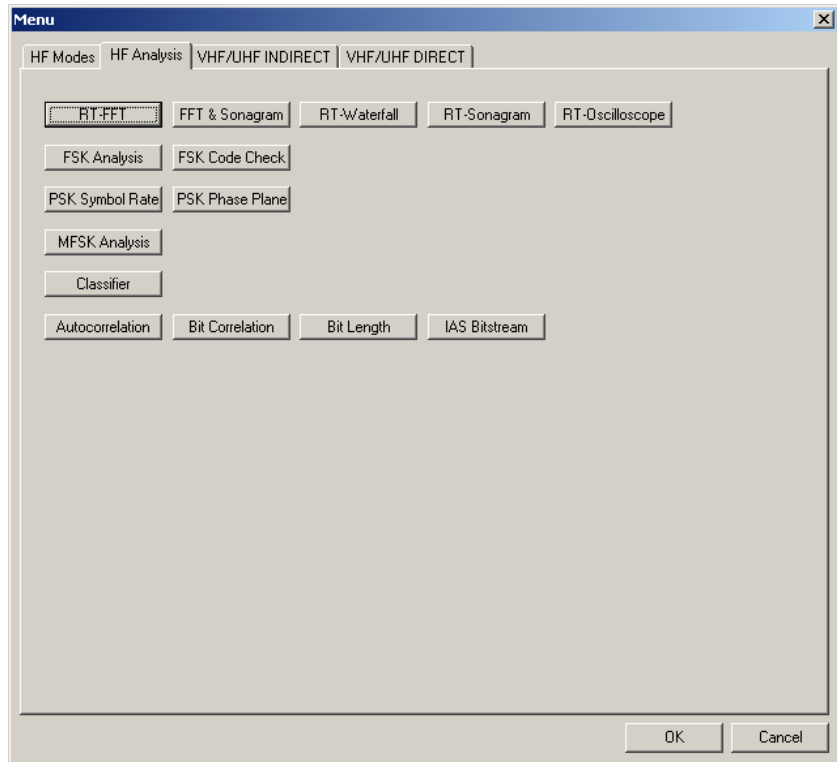 Menu
HF Modes HF Analysis VHF/UHF INDIRECT VHF/UHF DIRECT
RT-FFT FFT & Sonagram RT-Waterfall RT-Sonagram RT-Oscilloscope
FSK Analysis FSK Code Check
PSK Symbol Rate PSK Phase Plane
MFSK Analysis
Classifier
Autocorrelation Bit Correlation Bit Length IAS Bitstream
OK Cancel